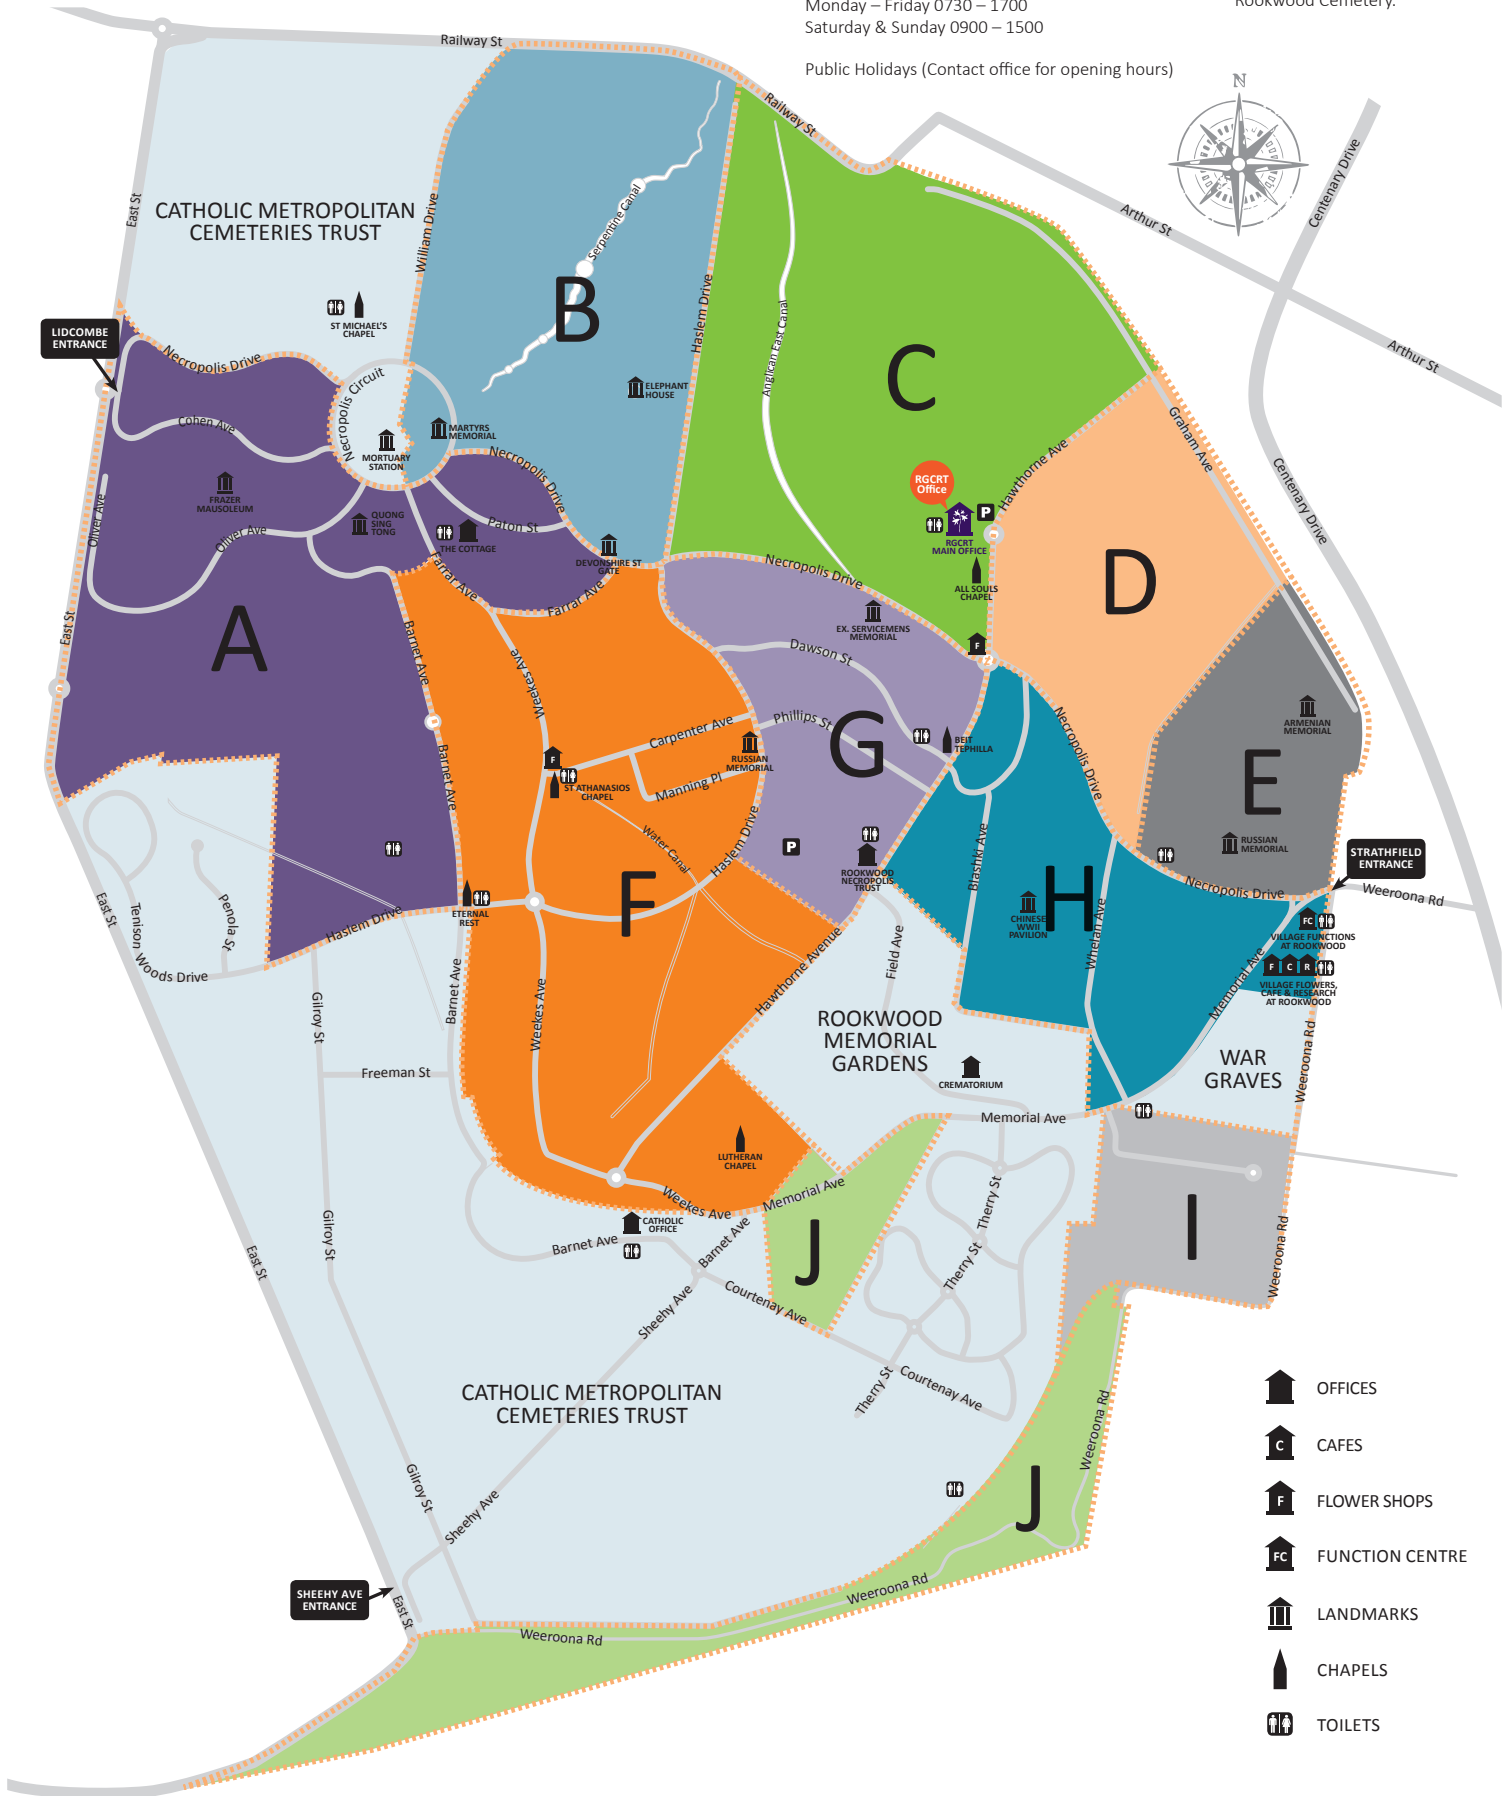 Monday – Friday 0730 – 1700
Saturday & Sunday 0900 – 1500
Public Holidays (Contact office for opening hours)
Rookwood Cemetery.
N
Railway St
Railway St
Arthur St
Arthur St
Centenary Drive
Centenary Drive
East St
CATHOLIC METROPOLITAN
CEMETERIES TRUST
William Drive
Serpentine Canal
B
Haslem Drive
Anglican East Canal
C
ST MICHAEL'S
CHAPEL
LIDCOMBE
ENTRANCE
Necropolis Drive
Necropolis Circuit
ELEPHANT
HOUSE
Cohen Ave
MARTYRS
MEMORIAL
MORTUARY
STATION
Necropolis Drive
Graham Ave
Hawthorne Ave
RGCRT
Office
P
RGCRT
MAIN OFFICE
FRAZER
MAUSOLEUM
Oliver Ave
Oliver Ave
QUONG
SING
TONG
THE COTTAGE
Paton St
DEVONSHIRE ST
GATE
Farrar Ave
Farrar Ave
Necropolis Drive
ALL SOULS
CHAPEL
D
EX. SERVICEMENS
MEMORIAL
F
East St
A
Barnet Ave
Weekes Ave
Dawson St
Phillips St
G
BEIT
TEPHILLA
Necropolis Drive
ARMENIAN
MEMORIAL
E
Carpenter Ave
RUSSIAN
MEMORIAL
Manning Pl
F
ST ATHANASIOS
CHAPEL
Barnet Ave
Water Canal
Haslem Drive
P
ROOKWOOD
NECROPOLIS
TRUST
Blashki Ave
RUSSIAN
MEMORIAL
STRATHFIELD
ENTRANCE
Necropolis Drive
Weeroona Rd
East St
Tenison
Woods Drive
Penola St
Haslem Drive
ETERNAL
REST
F
H
CHINESE
WWII
PAVILION
Whelan Ave
FC
VILLAGE FUNCTIONS
AT ROOKWOOD
F C R
VILLAGE FLOWERS,
CAFE & RESEARCH
AT ROOKWOOD
Memorial Ave
Field Ave
Hawthorne Avenue
Barnet Ave
Weekes Ave
Gilroy St
ROOKWOOD
MEMORIAL
GARDENS
WAR
GRAVES
Weeroona Rd
Freeman St
CREMATORIUM
Memorial Ave
LUTHERAN
CHAPEL
Weekes Ave
Memorial Ave
Therry St
Therry St
I
Weeroona Rd
J
Gilroy St
East St
CATHOLIC
OFFICE
Barnet Ave
Barnet Ave
Sheehy Ave
Courtenay Ave
Therry St
Courtenay Ave
CATHOLIC METROPOLITAN
CEMETERIES TRUST
Weeroona Rd
J
Gilroy St
Sheehy Ave
SHEEHY AVE
ENTRANCE
East St
Weeroona Rd
Weeroona Rd
OFFICES
C CAFES
F FLOWER SHOPS
FC FUNCTION CENTRE
LANDMARKS
CHAPELS
TOILETS